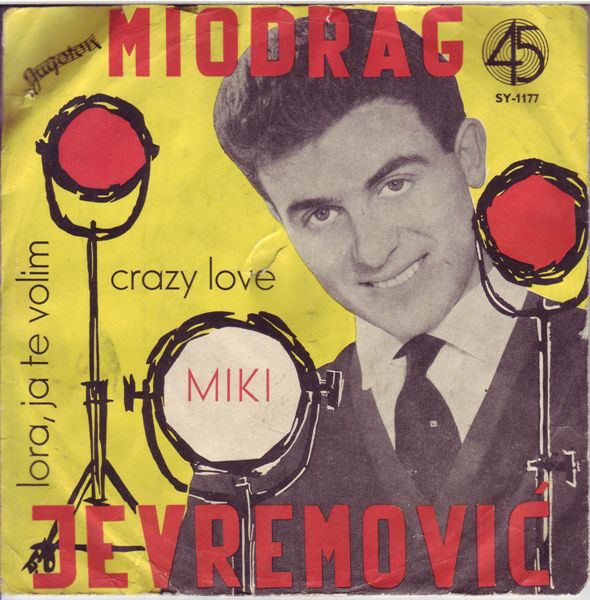 Jugoton
MIODRAG
45
SY-1177
lora, ja te volim
crazy love
MIKI
JEVREMOVIĆ